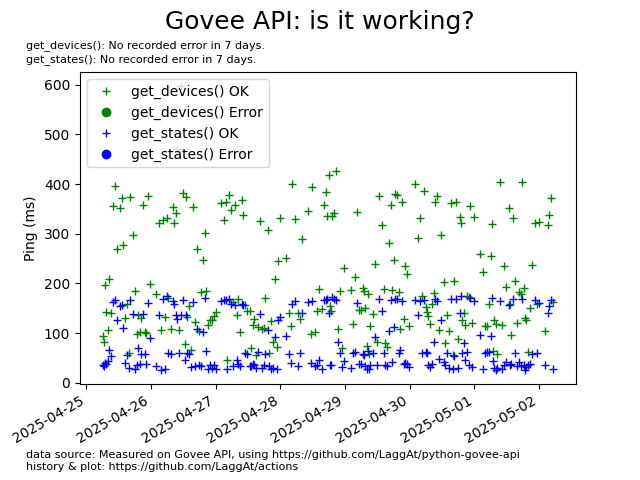 Govee API: is it working?
get_devices(): No recorded error in 7 days.
get_states(): No recorded error in 7 days.
600
500
400
300
200
100
0
Ping (ms)
get_devices() OK
get_devices() Error
get_states() OK
get_states() Error
2025-04-25
2025-04-26
2025-04-27
2025-04-28
2025-04-29
2025-04-30
2025-05-01
2025-05-02
data source: Measured on Govee API, using https://github.com/LaggAt/python-govee-api
history & plot: https://github.com/LaggAt/actions